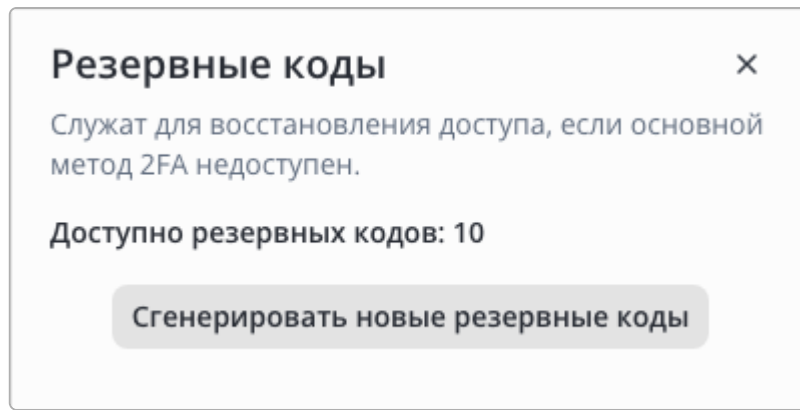 Резервные коды
Служат для восстановления доступа, если основной
метод 2FA недоступен.
Доступно резервных кодов: 10
Сгенерировать новые резервные коды